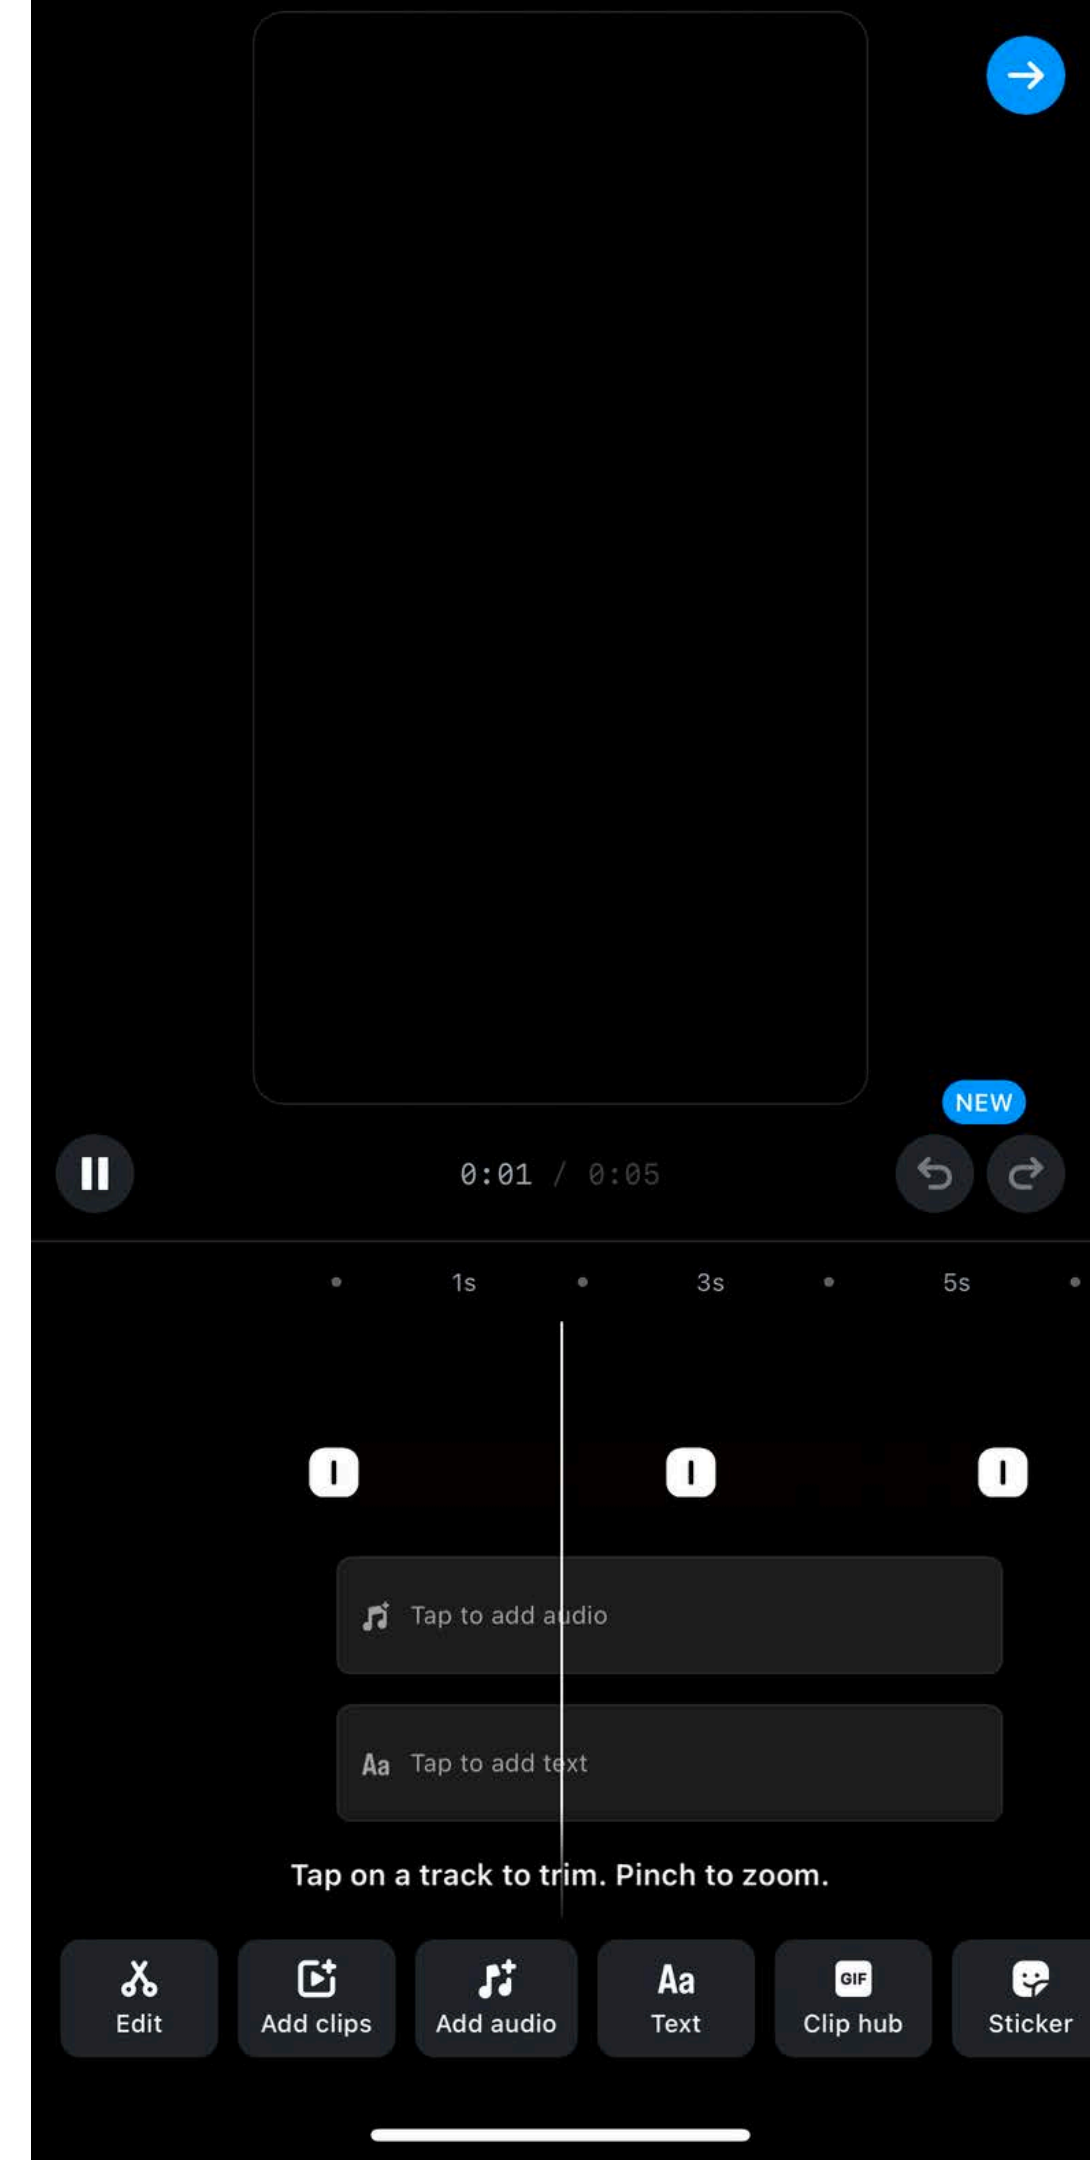 NEW
0:01 / 0:05
1s 3s 5s
Tap to add audio
Aa Tap to add text
Tap on a track to trim. Pinch to zoom.
Aa GIF
Edit Add clips Add audio Text Clip hub Sticker